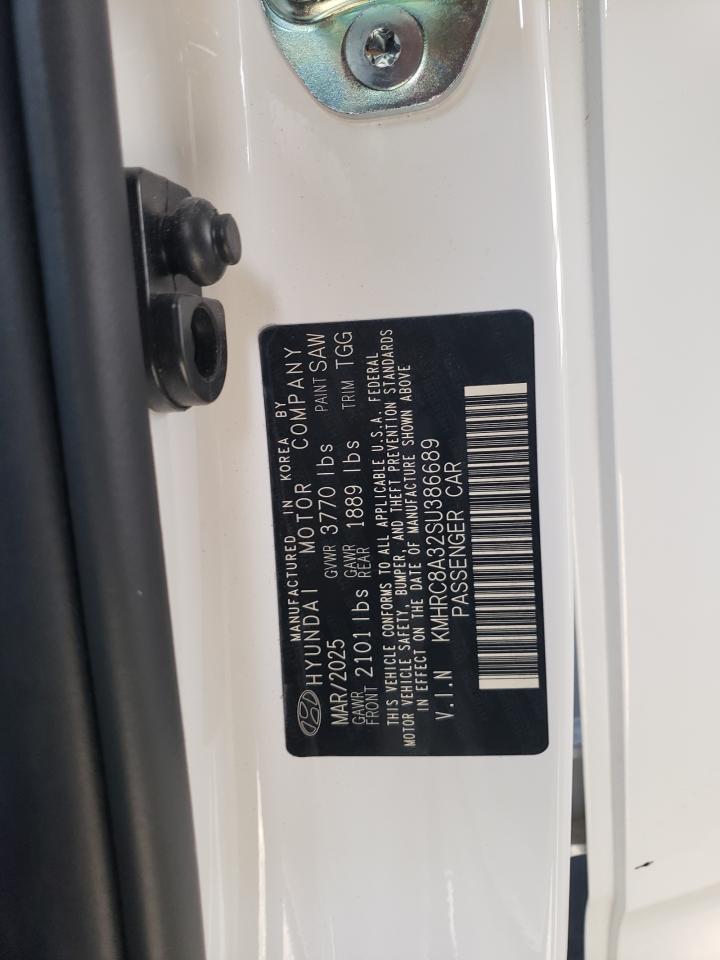 MANUFACTURED IN KOREA BY
HYUNDAI MOTOR COMPANY
MAR/2025 GVWR 3770 lbs PAINT SAW
GAWR FRONT 2101 lbs GAWR REAR 1889 lbs TRIM TGG
THIS VEHICLE CONFORMS TO ALL APPLICABLE U.S.A. FEDERAL
MOTOR VEHICLE SAFETY, BUMPER, AND THEFT PREVENTION STANDARDS
IN EFFECT ON THE DATE OF MANUFACTURE SHOWN ABOVE
V.I.N KMHRC8A32SU386689
PASSENGER CAR